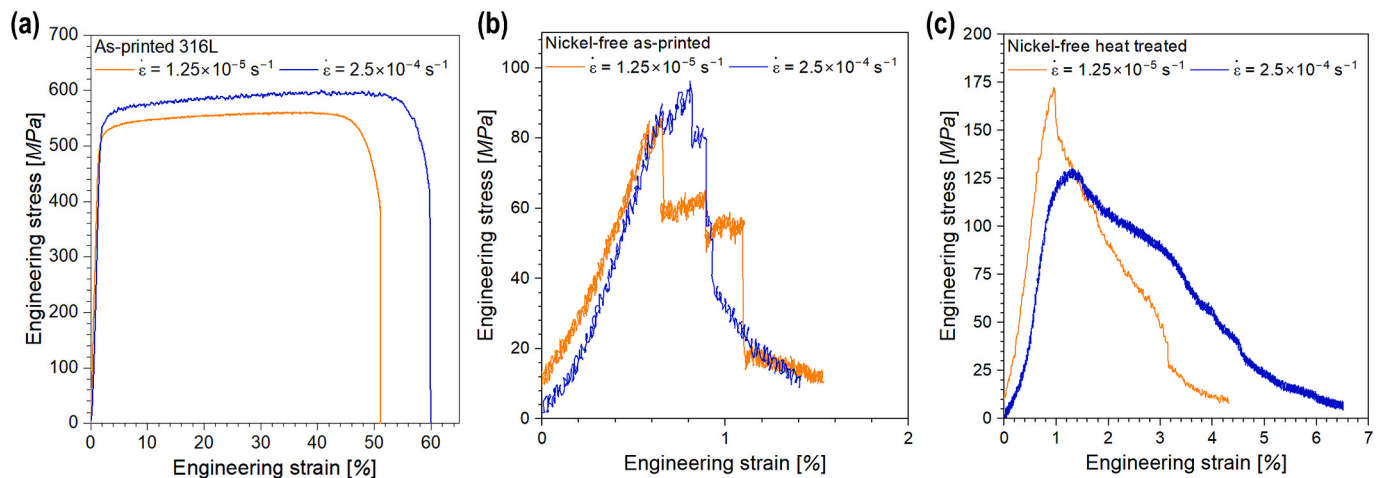 (a)
As-printed 316L
ε̇ = 1.25×10⁻⁵ s⁻¹
ε̇ = 2.5×10⁻⁴ s⁻¹
Engineering stress [MPa]
700
600
500
400
300
200
100
0
0 10 20 30 40 50 60
Engineering strain [%]
(b)
Nickel-free as-printed
ε̇ = 1.25×10⁻⁵ s⁻¹
ε̇ = 2.5×10⁻⁴ s⁻¹
Engineering stress [MPa]
100
80
60
40
20
0
0 1 2
Engineering strain [%]
(c)
Nickel-free heat treated
ε̇ = 1.25×10⁻⁵ s⁻¹
ε̇ = 2.5×10⁻⁴ s⁻¹
Engineering stress [MPa]
200
175
150
125
100
75
50
25
0
0 1 2 3 4 5 6 7
Engineering strain [%]